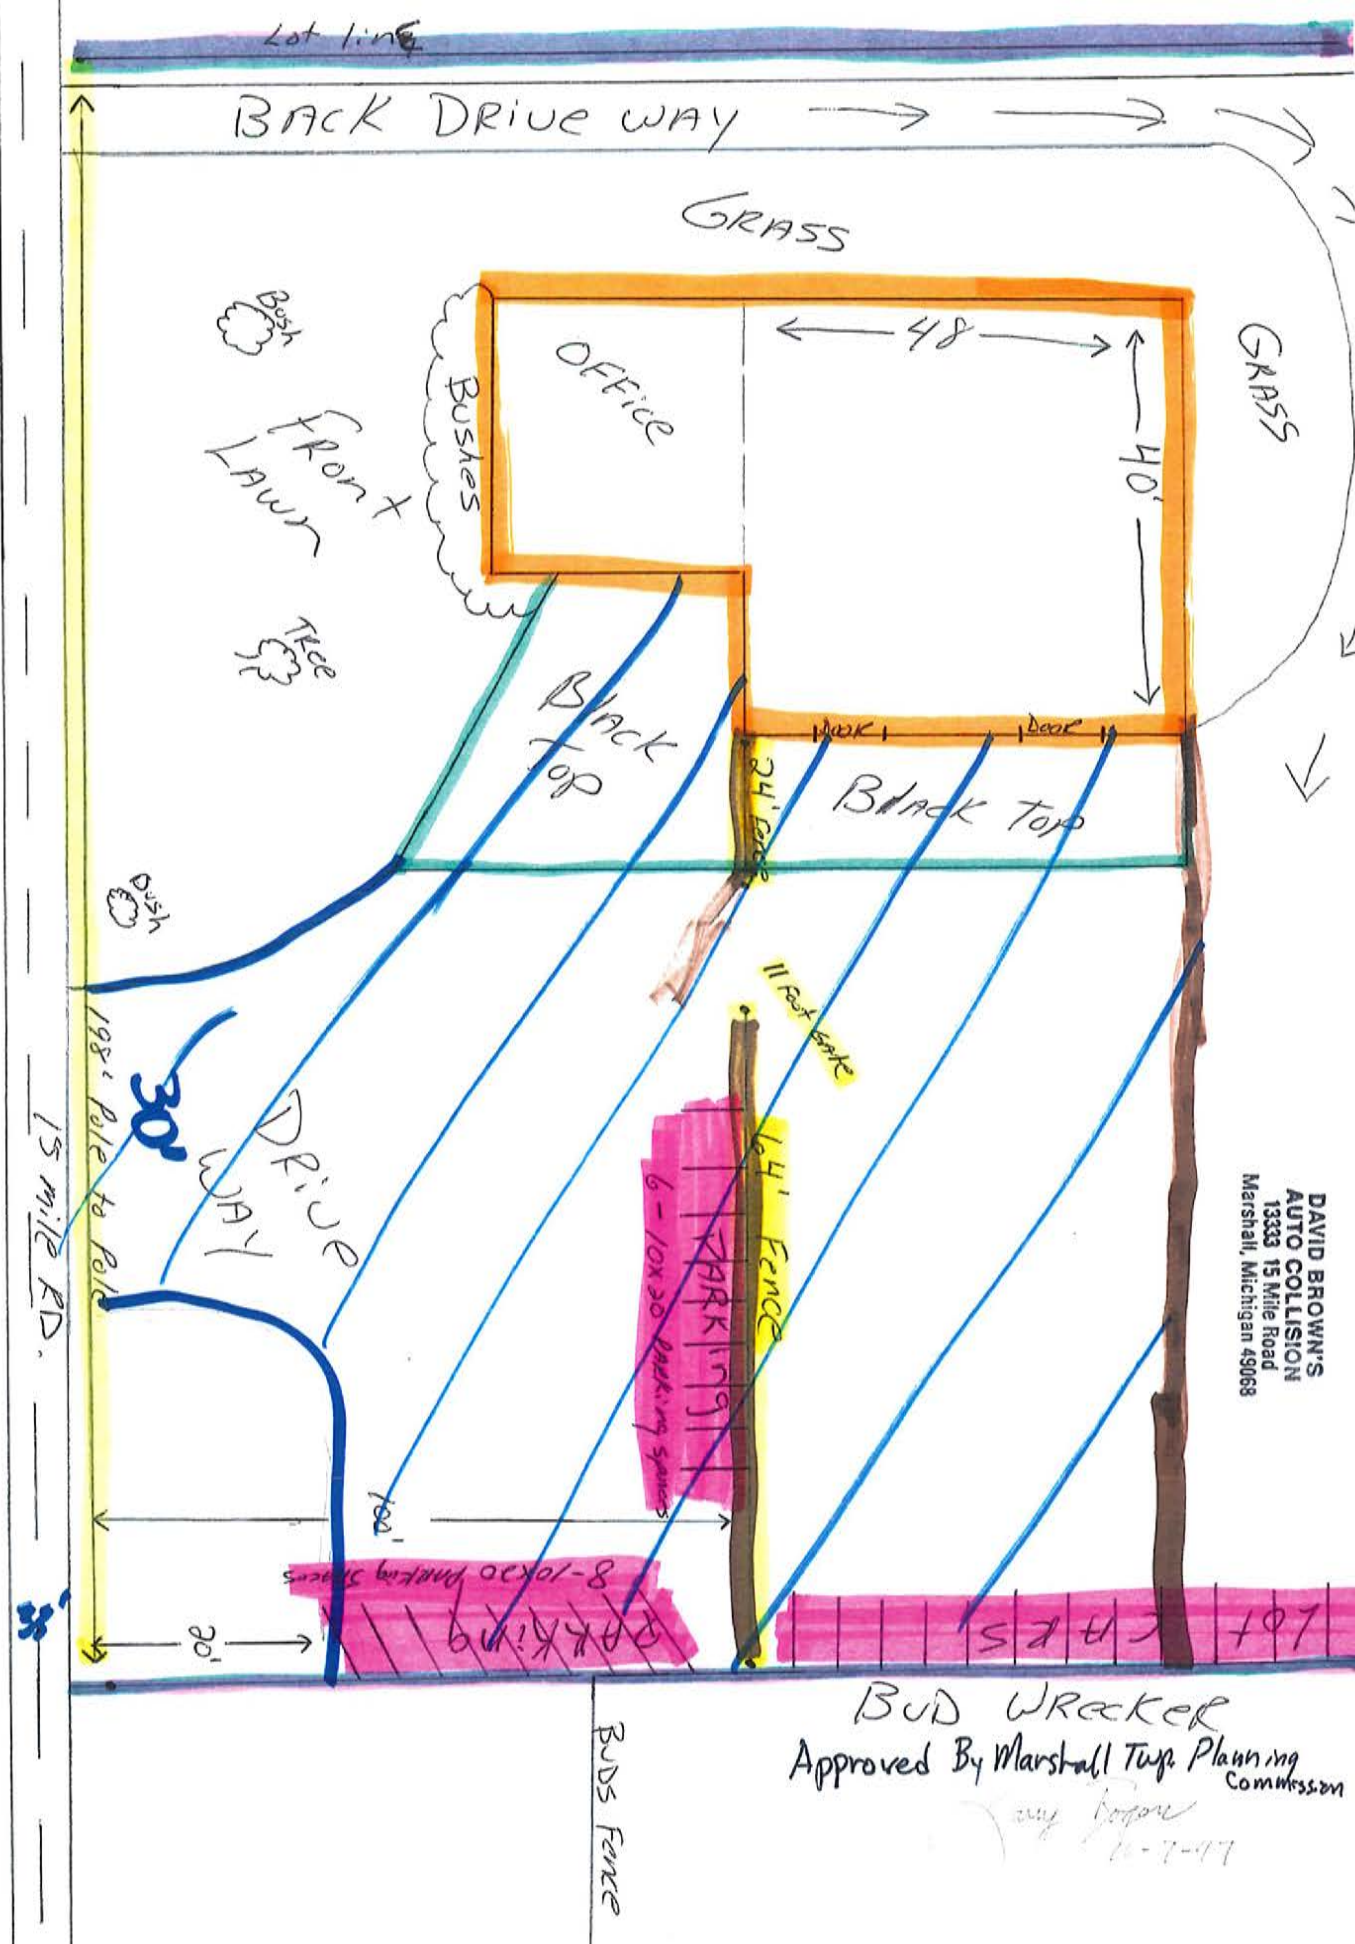 Lot line
BACK DRIVE WAY
GRASS
Bush
OFFICE
48
40'
GRASS
Bushes
FRONT
LAWN
Tree
BLACK
TOP
DOOR
DOOR
24' Fence
BLACK TOP
Bush
11 Foot GATE
30'
DRIVE
WAY
198' Pole to Pole
15 mile RD.
64' Fence
PARKING
6-10x20 PARKING SPACES
DAVID BROWN'S
AUTO COLLISION
13333 15 Mile Road
Marshall, Michigan 49068
100'
8-10x20 PARKING SPACES
PARKING
LOT CARS
20'
BUD WRECKER
Approved By Marshall Twp. Planning
Commission
BUDS FENCE